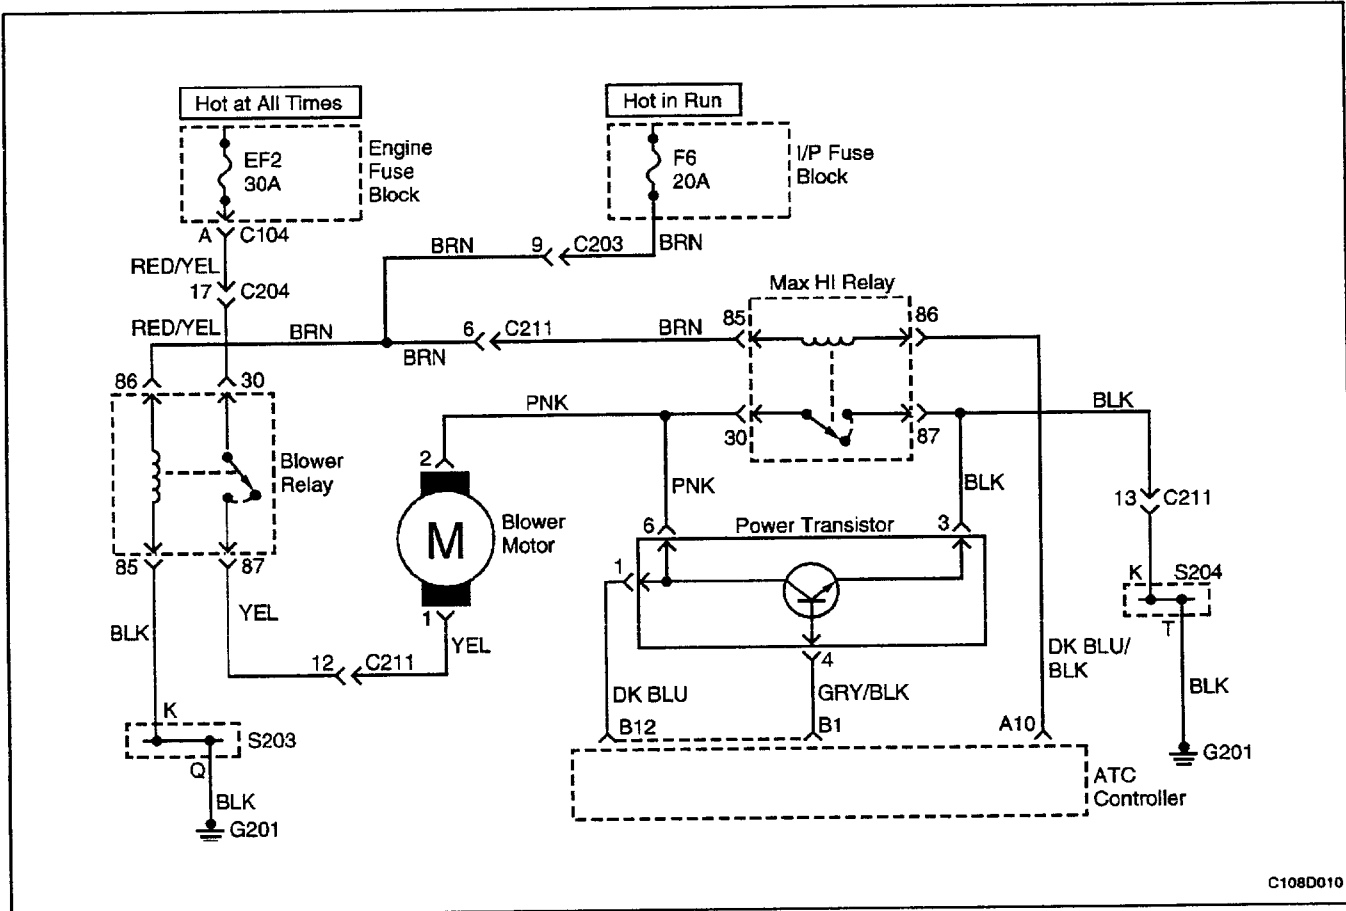 Hot at All Times
Hot in Run
EF2
30A
Engine
Fuse
Block
F6
20A
I/P Fuse
Block
A C104
RED/YEL
17 C204
RED/YEL
BRN
9 C203
BRN
BRN
BRN
6 C211
BRN
Max HI Relay
85
86
86
30
PNK
30
87
BLK
Blower
Relay
2
PNK
BLK
13 C211
M
Blower
Motor
6
Power Transistor
3
85
87
1
1
K S204
T
BLK
YEL
YEL
12 C211
4
DK BLU
GRY/BLK
DK BLU/
BLK
BLK
K
S203
Q
B12
B1
A10
G201
BLK
G201
ATC
Controller
C108D010